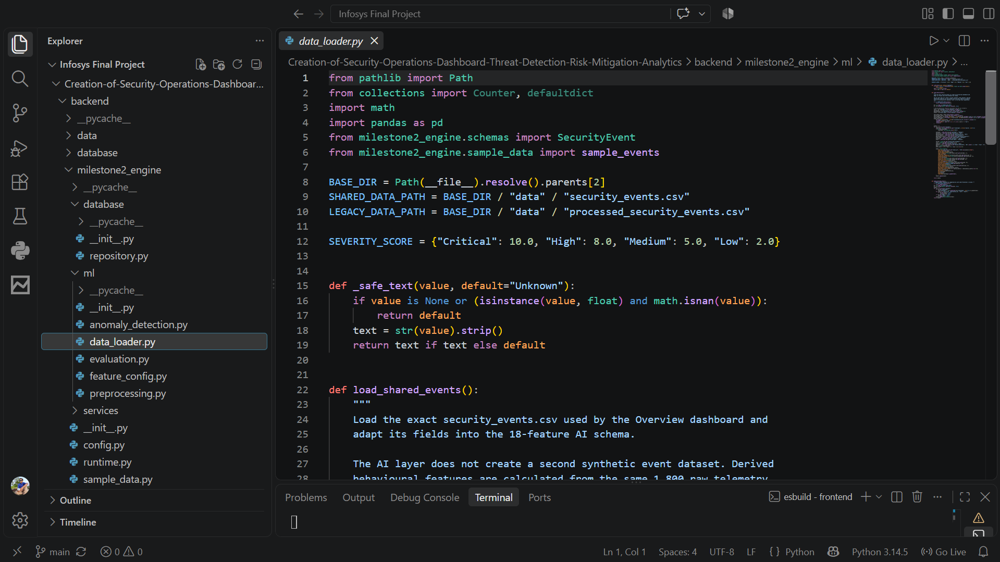 Infosys Final Project
Explorer
Infosys Final Project
Creation-of-Security-Operations-Dashboar...
backend
__pycache__
data
database
milestone2_engine
__pycache__
database
__pycache__
__init__.py
repository.py
ml
__pycache__
__init__.py
anomaly_detection.py
data_loader.py
evaluation.py
feature_config.py
preprocessing.py
services
__init__.py
config.py
runtime.py
sample_data.py
Outline
Timeline
data_loader.py
Creation-of-Security-Operations-Dashboard-Threat-Detection-Risk-Mitigation-Analytics > backend > milestone2_engine > ml > data_loader.py > ...
1 from pathlib import Path
2 from collections import Counter, defaultdict
3 import math
4 import pandas as pd
5 from milestone2_engine.schemas import SecurityEvent
6 from milestone2_engine.sample_data import sample_events
7
8 BASE_DIR = Path(__file__).resolve().parents[2]
9 SHARED_DATA_PATH = BASE_DIR / "data" / "security_events.csv"
10 LEGACY_DATA_PATH = BASE_DIR / "data" / "processed_security_events.csv"
11
12 SEVERITY_SCORE = {"Critical": 10.0, "High": 8.0, "Medium": 5.0, "Low": 2.0}
13
14
15 def _safe_text(value, default="Unknown"):
16 if value is None or (isinstance(value, float) and math.isnan(value)):
17 return default
18 text = str(value).strip()
19 return text if text else default
20
21
22 def load_shared_events():
23 """
24 Load the exact security_events.csv used by the Overview dashboard and
25 adapt its fields into the 18-feature AI schema.
26
27 The AI layer does not create a second synthetic event dataset. Derived
28 behavioural features are calculated from the same 1,800 raw telemetry
Problems Output Debug Console Terminal Ports
esbuild - frontend
main 0 0
Ln 1, Col 1 Spaces: 4 UTF-8 LF { } Python Python 3.14.5 Go Live